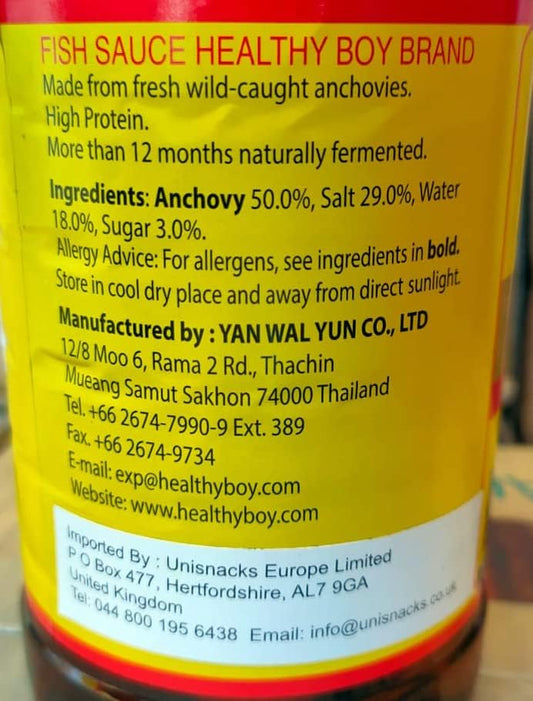 FISH SAUCE HEALTHY BOY BRAND
Made from fresh wild-caught anchovies.
High Protein.
More than 12 months naturally fermented.
Ingredients: Anchovy 50.0%, Salt 29.0%, Water
18.0%, Sugar 3.0%.
Allergy Advice: For allergens, see ingredients in bold.
Store in cool dry place and away from direct sunlight.
Manufactured by : YAN WAL YUN CO., LTD
12/8 Moo 6, Rama 2 Rd., Thachin
Mueang Samut Sakhon 74000 Thailand
Tel. +66 2674-7990-9 Ext. 389
Fax. +66 2674-9734
E-mail: exp@healthyboy.com
Website: www.healthyboy.com
Imported By : Unisnacks Europe Limited
P O Box 477, Hertfordshire, AL7 9GA
United Kingdom
Tel: 044 800 195 6438 Email: info@unisnacks.co.uk